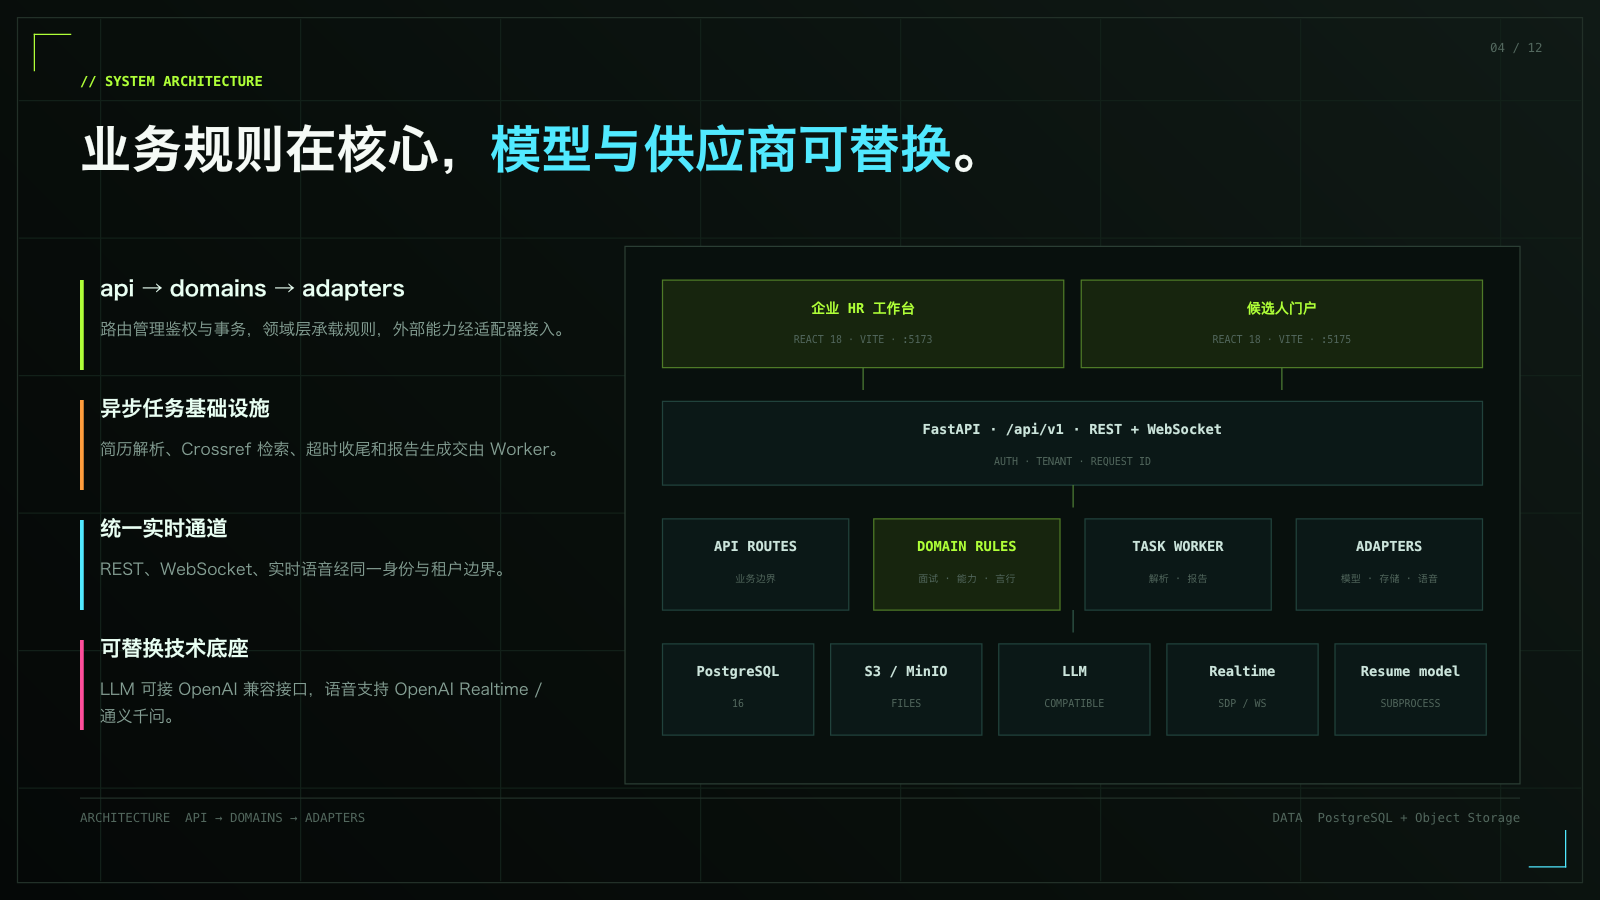 04 / 12
// SYSTEM ARCHITECTURE
业务规则在核心，模型与供应商可替换。
api → domains → adapters
路由管理鉴权与事务，领域层承载规则，外部能力经适配器接入。
异步任务基础设施
简历解析、Crossref 检索、超时收尾和报告生成交由 Worker。
统一实时通道
REST、WebSocket、实时语音经同一身份与租户边界。
可替换技术底座
LLM 可接 OpenAI 兼容接口，语音支持 OpenAI Realtime /
通义千问。
企业 HR 工作台
REACT 18 · VITE · :5173
候选人门户
REACT 18 · VITE · :5175
FastAPI · /api/v1 · REST + WebSocket
AUTH · TENANT · REQUEST ID
API ROUTES
业务边界
DOMAIN RULES
面试 · 能力 · 言行
TASK WORKER
解析 · 报告
ADAPTERS
模型 · 存储 · 语音
PostgreSQL
16
S3 / MinIO
FILES
LLM
COMPATIBLE
Realtime
SDP / WS
Resume model
SUBPROCESS
ARCHITECTURE  API → DOMAINS → ADAPTERS
DATA  PostgreSQL + Object Storage